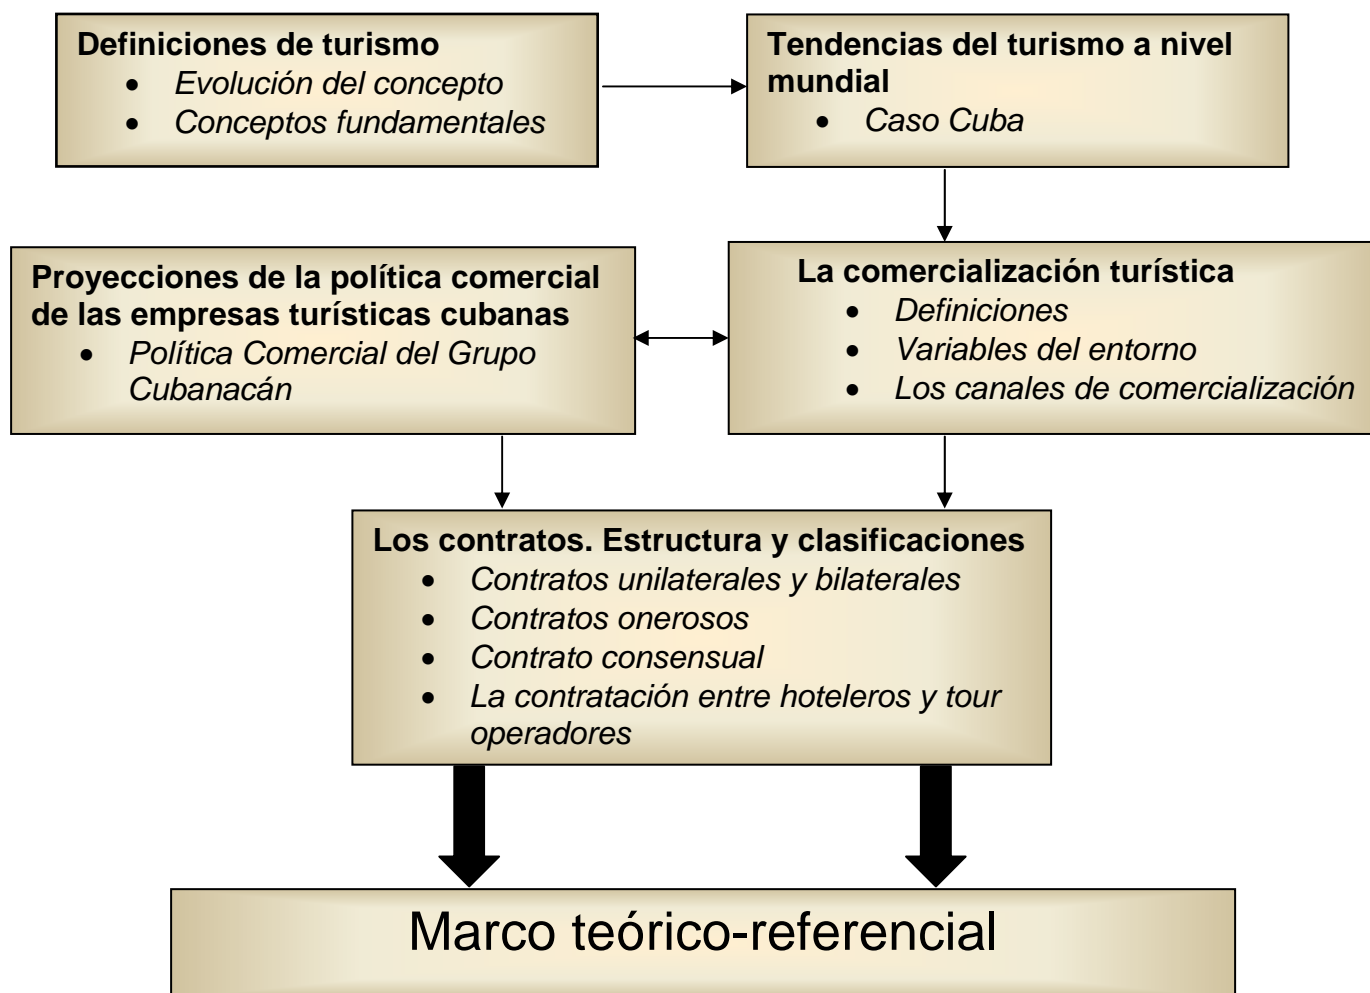 Definiciones de turismo
• Evolución del concepto
• Conceptos fundamentales
Tendencias del turismo a nivel
mundial
• Caso Cuba
Proyecciones de la política comercial
de las empresas turísticas cubanas
• Política Comercial del Grupo
Cubanacán
La comercialización turística
• Definiciones
• Variables del entorno
• Los canales de comercialización
Los contratos. Estructura y clasificaciones
• Contratos unilaterales y bilaterales
• Contratos onerosos
• Contrato consensual
• La contratación entre hoteleros y tour
operadores
Marco teórico-referencial